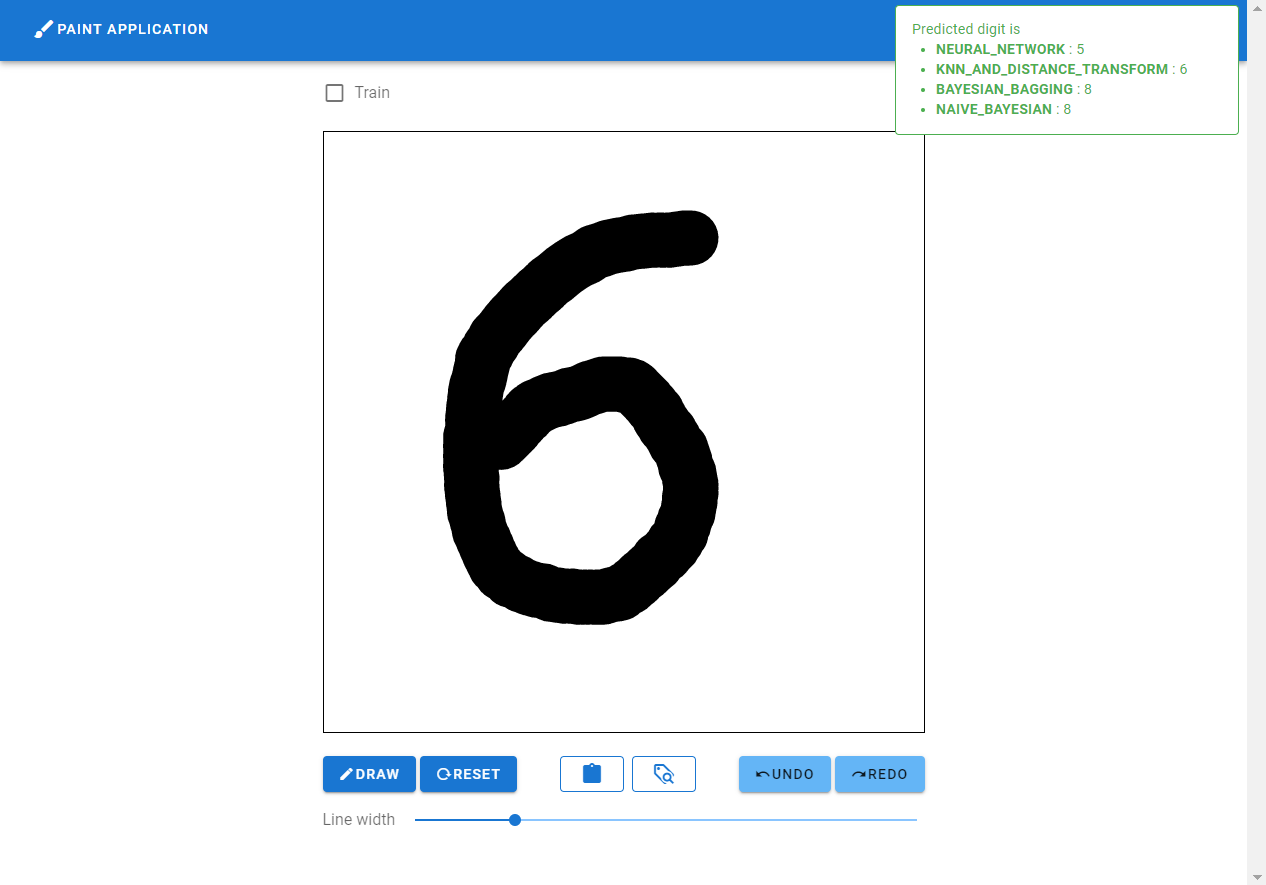 PAINT APPLICATION
Predicted digit is
• NEURAL_NETWORK : 5
• KNN_AND_DISTANCE_TRANSFORM : 6
• BAYESIAN_BAGGING : 8
• NAIVE_BAYESIAN : 8
Train
6
DRAW RESET UNDO REDO
Line width